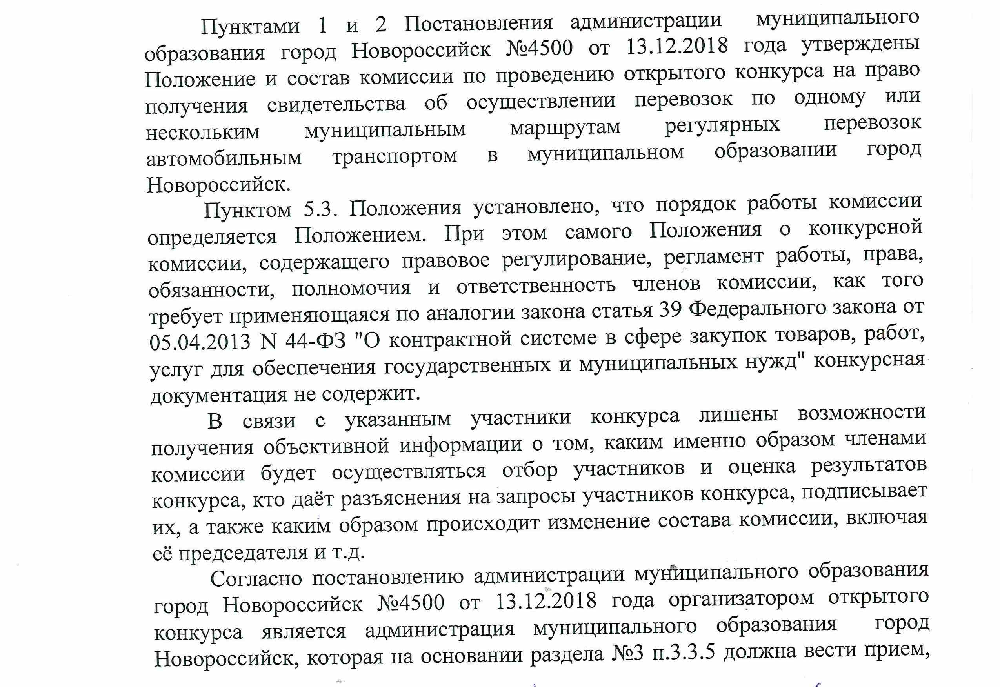 Пунктами 1 и 2 Постановления администрации муниципального
образования город Новороссийск №4500 от 13.12.2018 года утверждены
Положение и состав комиссии по проведению открытого конкурса на право
получения свидетельства об осуществлении перевозок по одному или
нескольким муниципальным маршрутам регулярных перевозок
автомобильным транспортом в муниципальном образовании город
Новороссийск.
Пунктом 5.3. Положения установлено, что порядок работы комиссии
определяется Положением. При этом самого Положения о конкурсной
комиссии, содержащего правовое регулирование, регламент работы, права,
обязанности, полномочия и ответственность членов комиссии, как того
требует применяющаяся по аналогии закона статья 39 Федерального закона от
05.04.2013 N 44-ФЗ "О контрактной системе в сфере закупок товаров, работ,
услуг для обеспечения государственных и муниципальных нужд" конкурсная
документация не содержит.
В связи с указанным участники конкурса лишены возможности
получения объективной информации о том, каким именно образом членами
комиссии будет осуществляться отбор участников и оценка результатов
конкурса, кто даёт разъяснения на запросы участников конкурса, подписывает
их, а также каким образом происходит изменение состава комиссии, включая
её председателя и т.д.
Согласно постановлению администрации муниципального образования
город Новороссийск №4500 от 13.12.2018 года организатором открытого
конкурса является администрация муниципального образования город
Новороссийск, которая на основании раздела №3 п.3.3.5 должна вести прием,